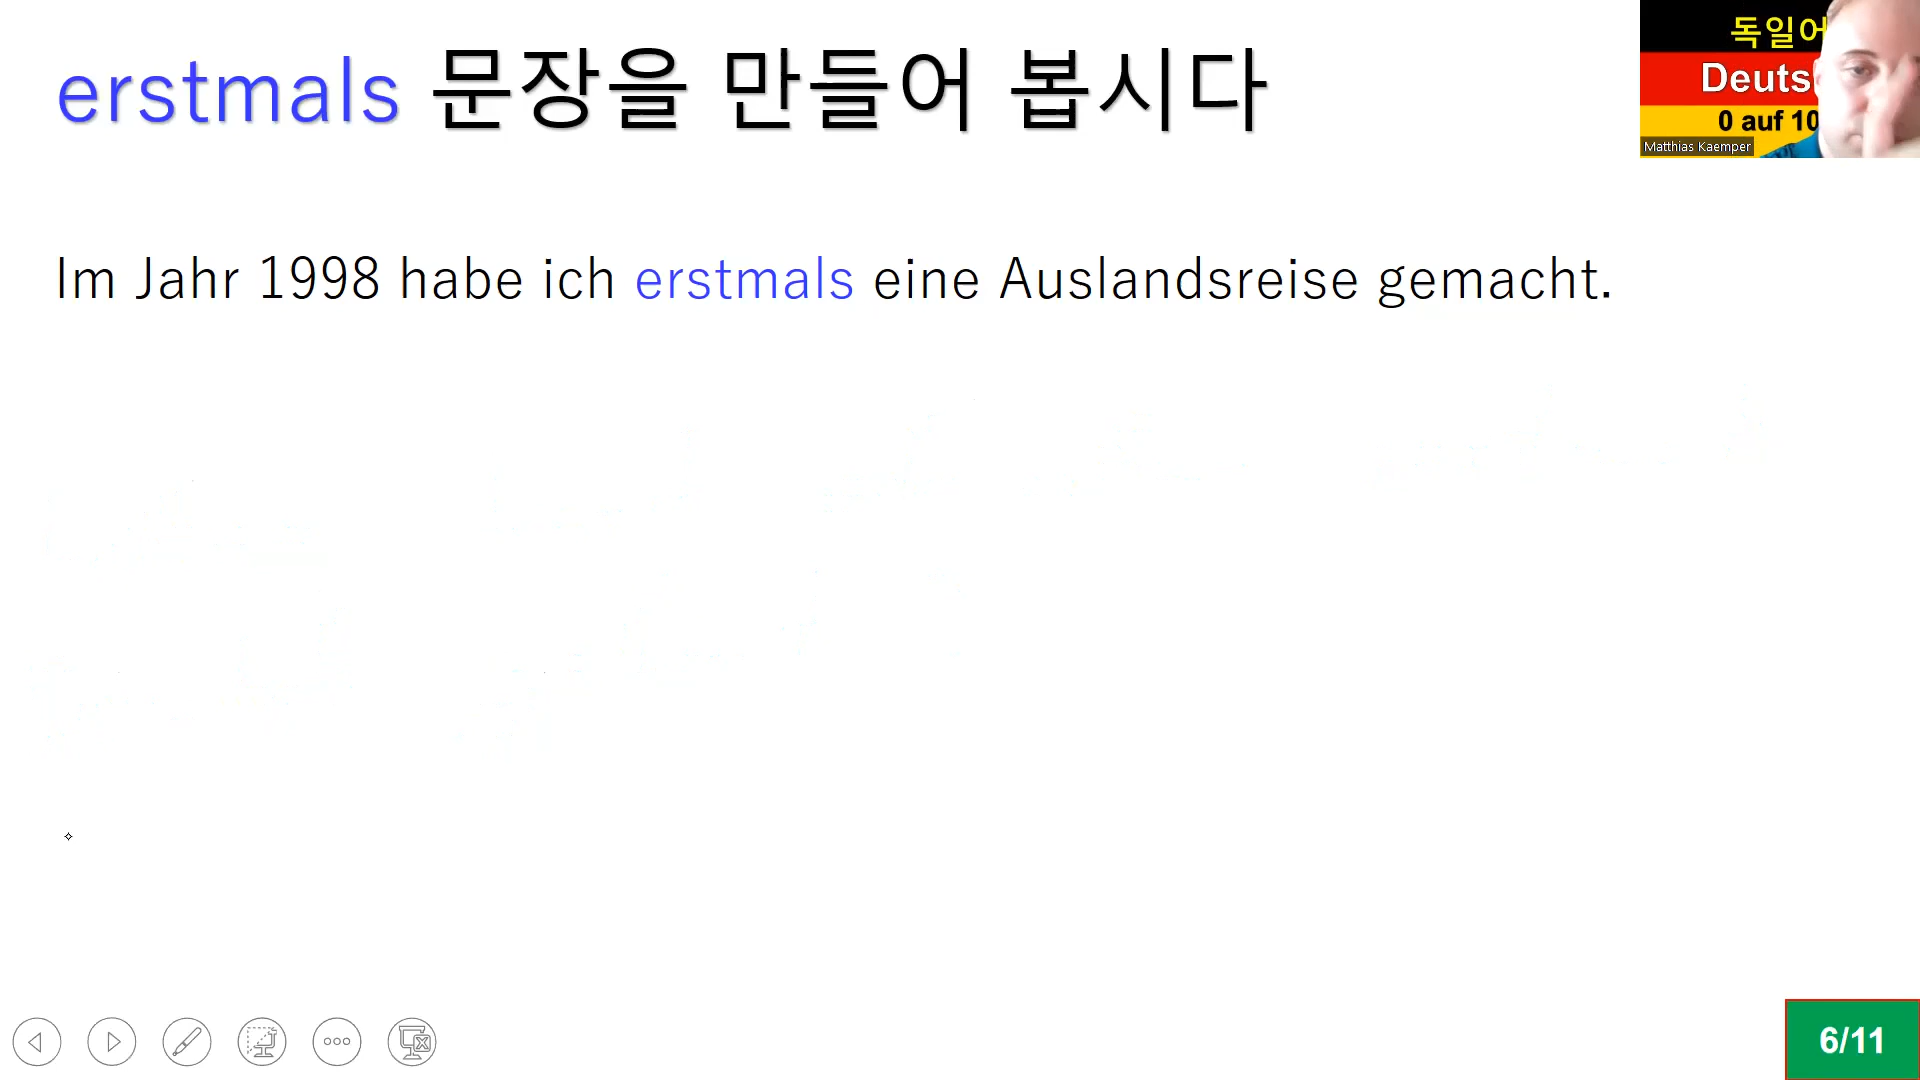 erstmals 문장을 만들어 봅시다
독일어
Deuts
0 auf 10
Matthias Kaemper
Im Jahr 1998 habe ich erstmals eine Auslandsreise gemacht.
6/11